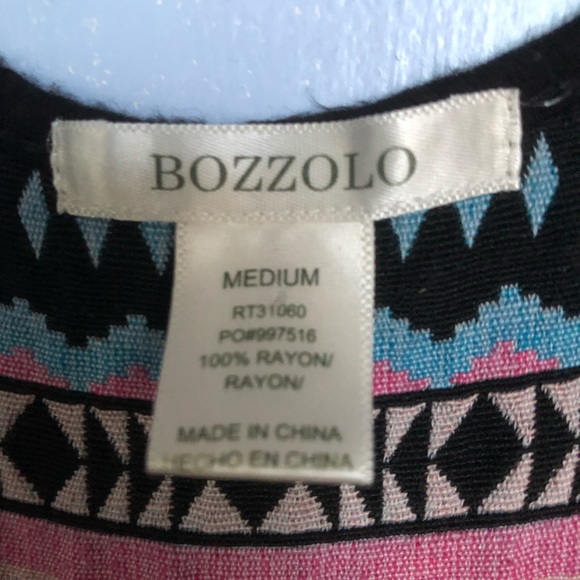 BOZZOLO
MEDIUM
RT31060
PO#997516
100% RAYON/
RAYON/
MADE IN CHINA
HECHO EN CHINA